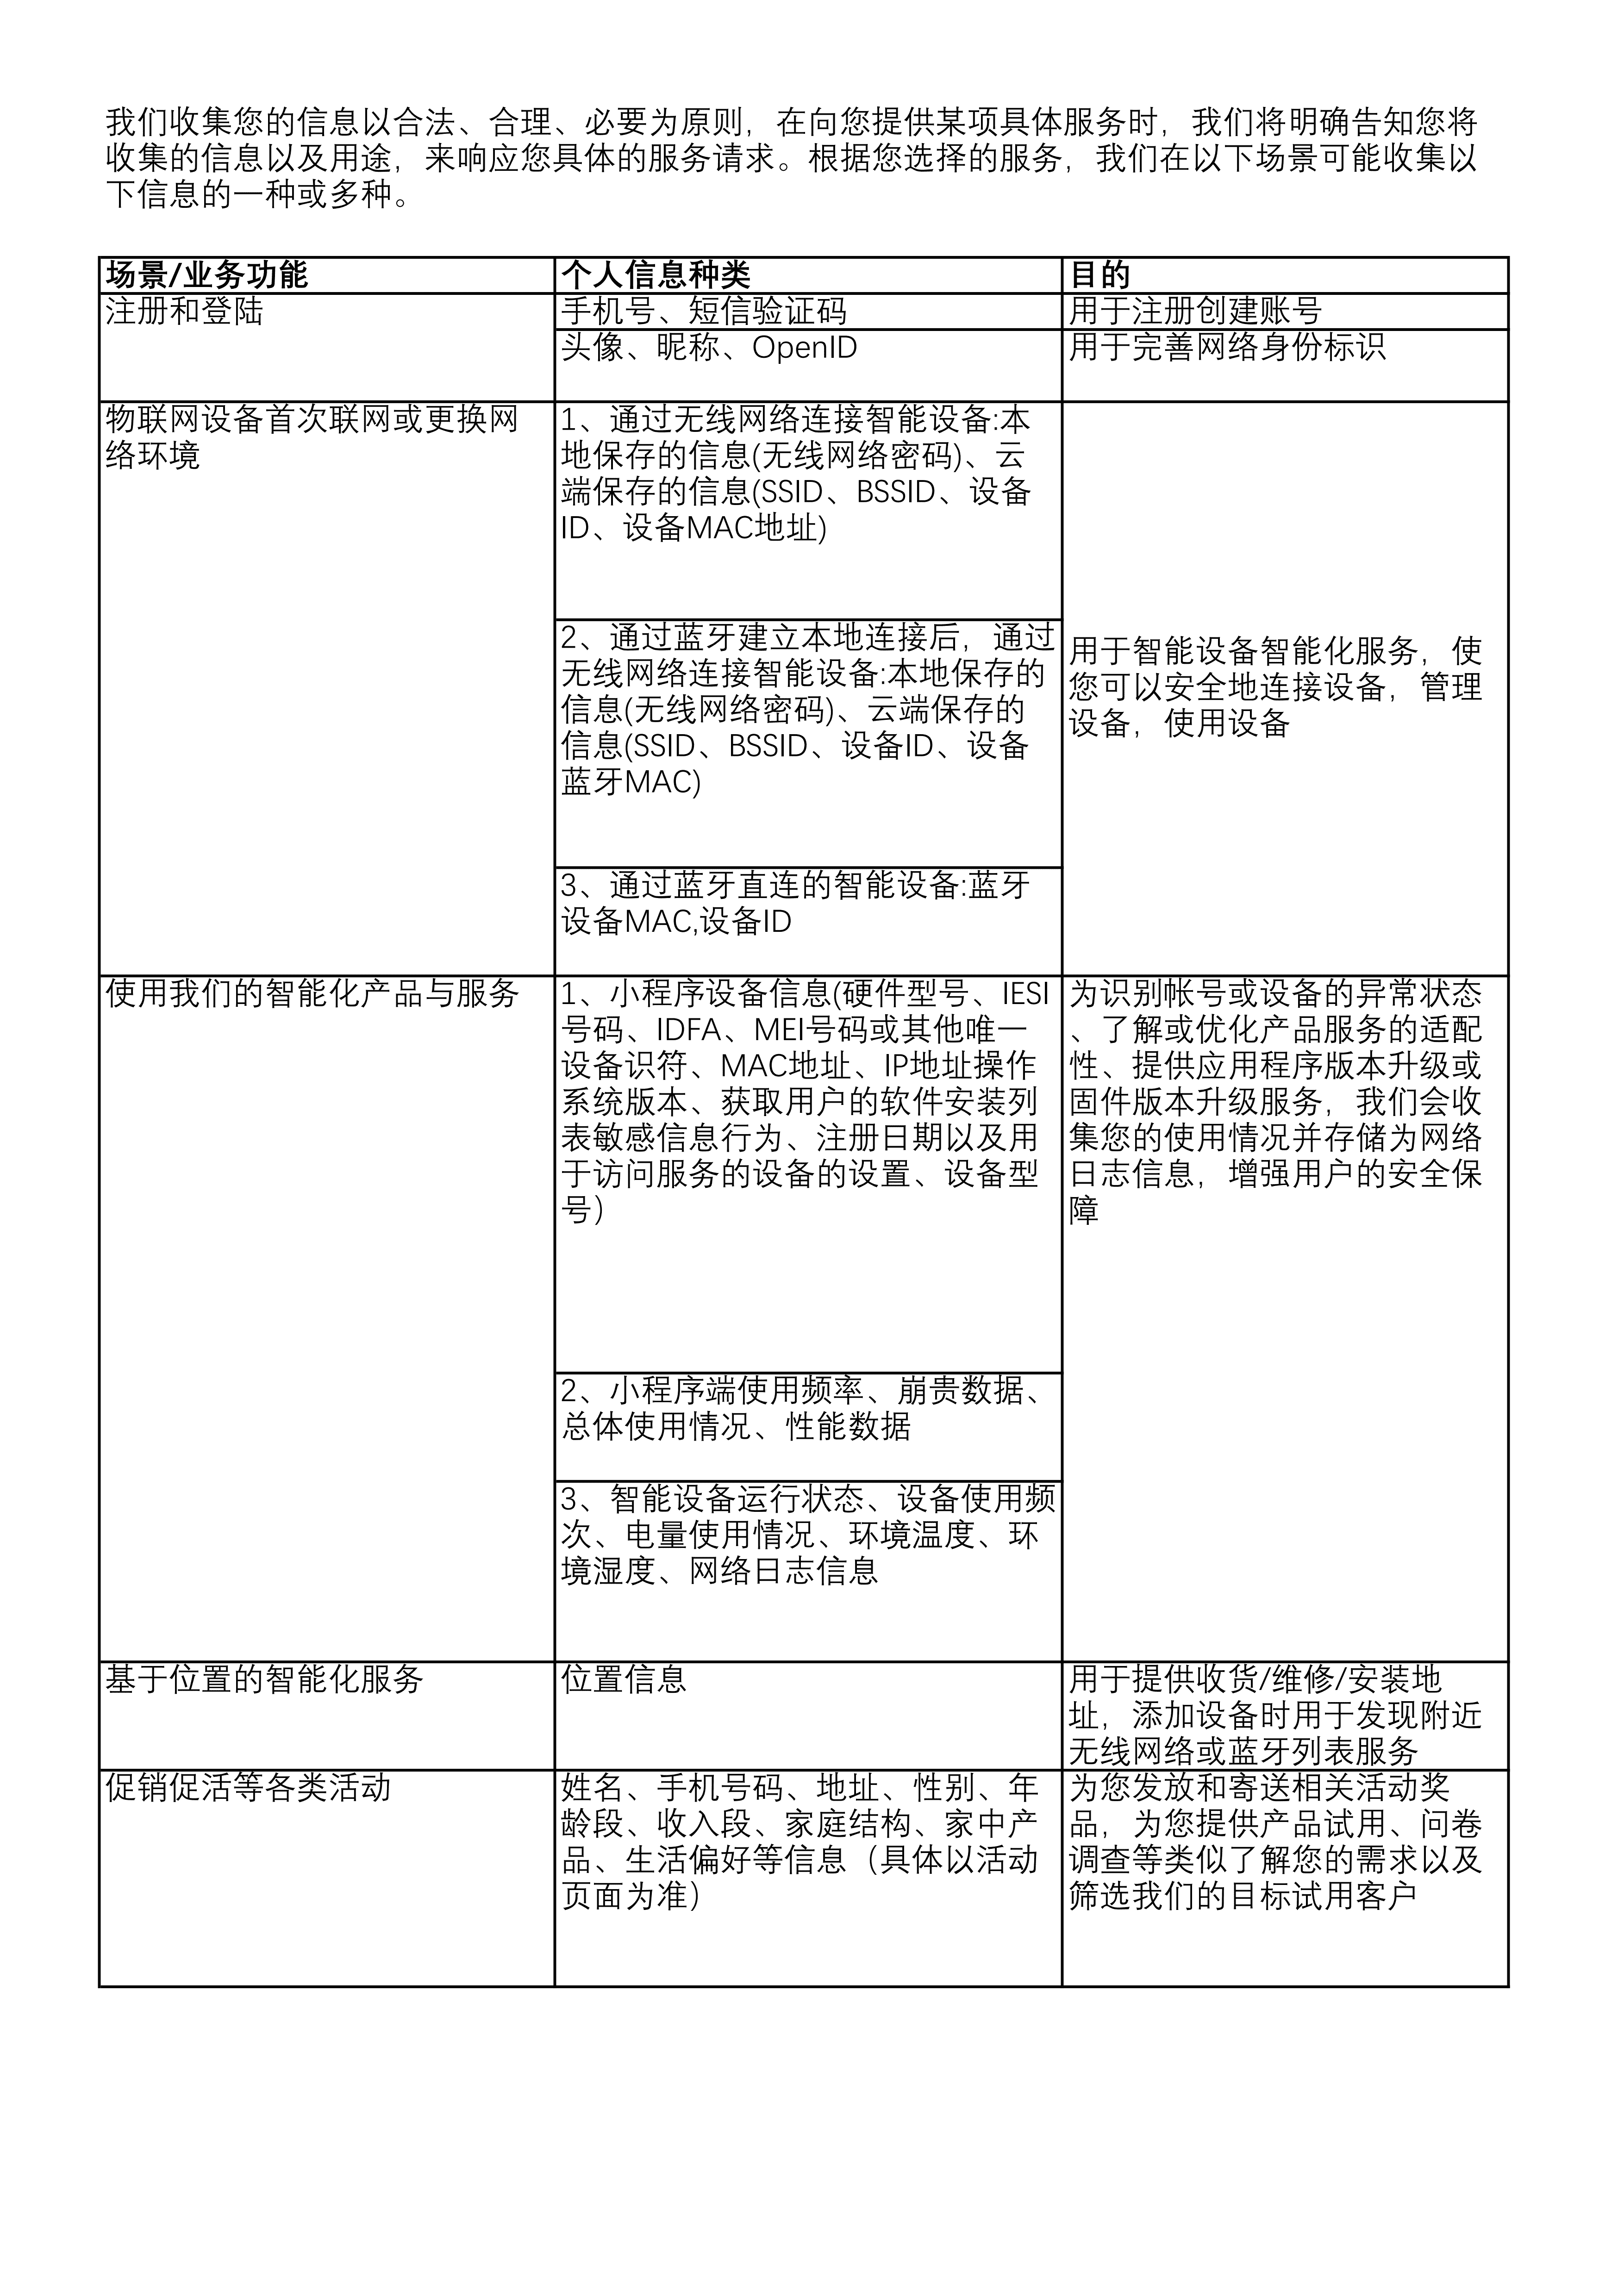 我们收集您的信息以合法、合理、必要为原则，在向您提供某项具体服务时，我们将明确告知您将
收集的信息以及用途，来响应您具体的服务请求。根据您选择的服务，我们在以下场景可能收集以
下信息的一种或多种。
场景/业务功能
个人信息种类
目的
注册和登陆
手机号、短信验证码
用于注册创建账号
头像、昵称、OpenID
用于完善网络身份标识
物联网设备首次联网或更换网
络环境
1、通过无线网络连接智能设备:本
地保存的信息(无线网络密码)、云
端保存的信息(SSID、BSSID、设备
ID、设备MAC地址)
2、通过蓝牙建立本地连接后，通过
无线网络连接智能设备:本地保存的
信息(无线网络密码)、云端保存的
信息(SSID、BSSID、设备ID、设备
蓝牙MAC)
3、通过蓝牙直连的智能设备:蓝牙
设备MAC,设备ID
用于智能设备智能化服务，使
您可以安全地连接设备，管理
设备，使用设备
使用我们的智能化产品与服务
1、小程序设备信息(硬件型号、IESI
号码、IDFA、MEI号码或其他唯一
设备识符、MAC地址、IP地址操作
系统版本、获取用户的软件安装列
表敏感信息行为、注册日期以及用
于访问服务的设备的设置、设备型
号）
2、小程序端使用频率、崩贵数据、
总体使用情况、性能数据
3、智能设备运行状态、设备使用频
次、电量使用情况、环境温度、环
境湿度、网络日志信息
为识别帐号或设备的异常状态
、了解或优化产品服务的适配
性、提供应用程序版本升级或
固件版本升级服务，我们会收
集您的使用情况并存储为网络
日志信息，增强用户的安全保
障
基于位置的智能化服务
位置信息
用于提供收货/维修/安装地
址，添加设备时用于发现附近
无线网络或蓝牙列表服务
促销促活等各类活动
姓名、手机号码、地址、性别、年
龄段、收入段、家庭结构、家中产
品、生活偏好等信息（具体以活动
页面为准）
为您发放和寄送相关活动奖
品，为您提供产品试用、问卷
调查等类似了解您的需求以及
筛选我们的目标试用客户